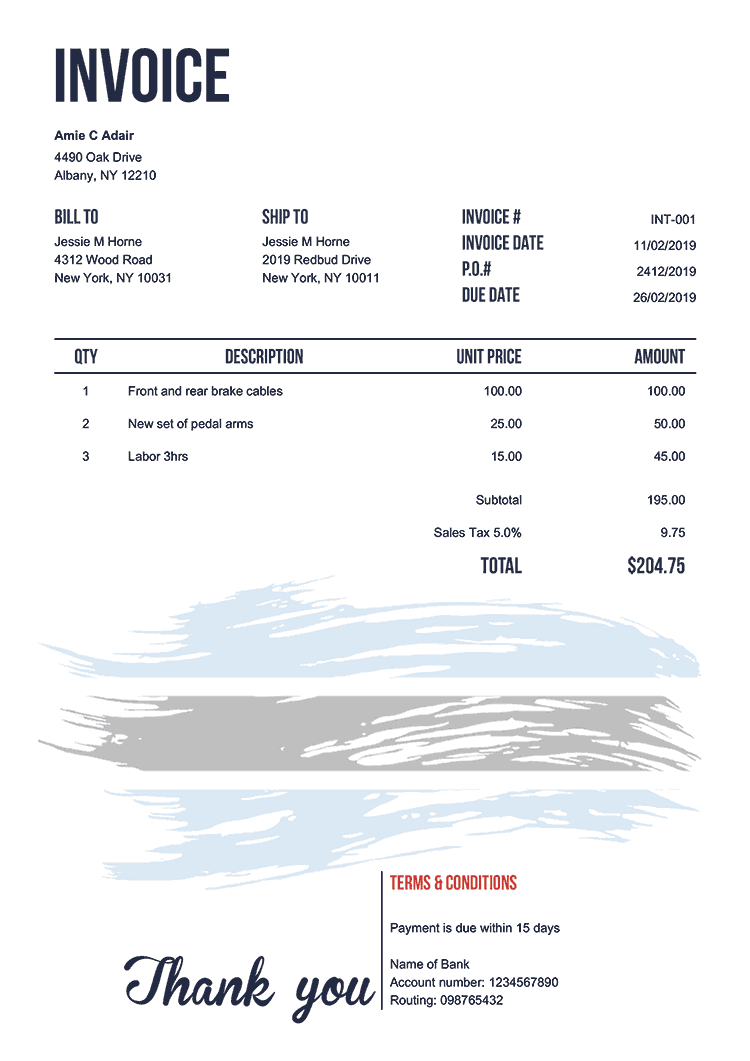 INVOICE
Amie C Adair
4490 Oak Drive
Albany, NY 12210
BILL TO
Jessie M Horne
4312 Wood Road
New York, NY 10031
SHIP TO
Jessie M Horne
2019 Redbud Drive
New York, NY 10011
INVOICE # INT-001
INVOICE DATE 11/02/2019
P.O.# 2412/2019
DUE DATE 26/02/2019
QTY DESCRIPTION UNIT PRICE AMOUNT
1 Front and rear brake cables 100.00 100.00
2 New set of pedal arms 25.00 50.00
3 Labor 3hrs 15.00 45.00
Subtotal 195.00
Sales Tax 5.0% 9.75
TOTAL $204.75
Thank you
TERMS & CONDITIONS
Payment is due within 15 days
Name of Bank
Account number: 1234567890
Routing: 098765432